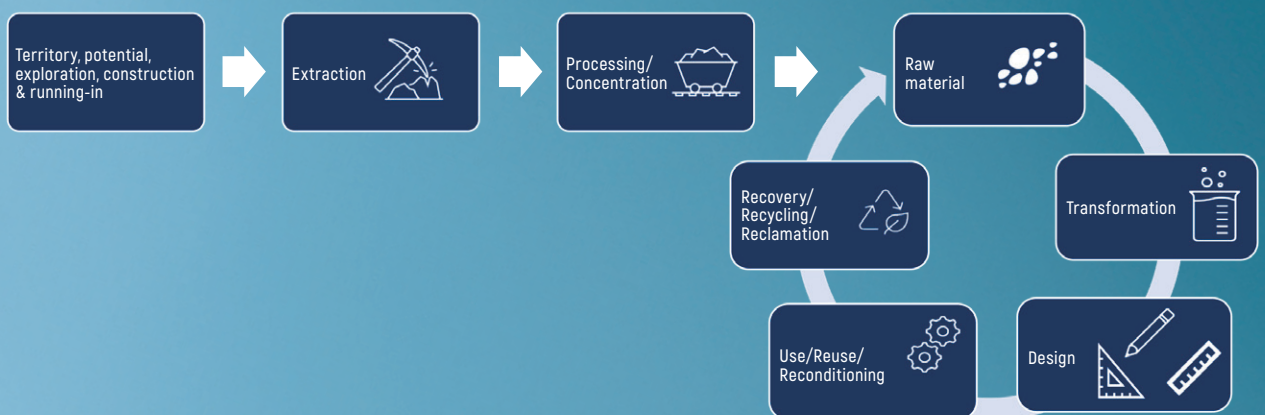 Territory, potential,
exploration, construction
& running-in
Extraction
Processing/
Concentration
Raw
material
Transformation
Design
Use/Reuse/
Reconditioning
Recovery/
Recycling/
Reclamation